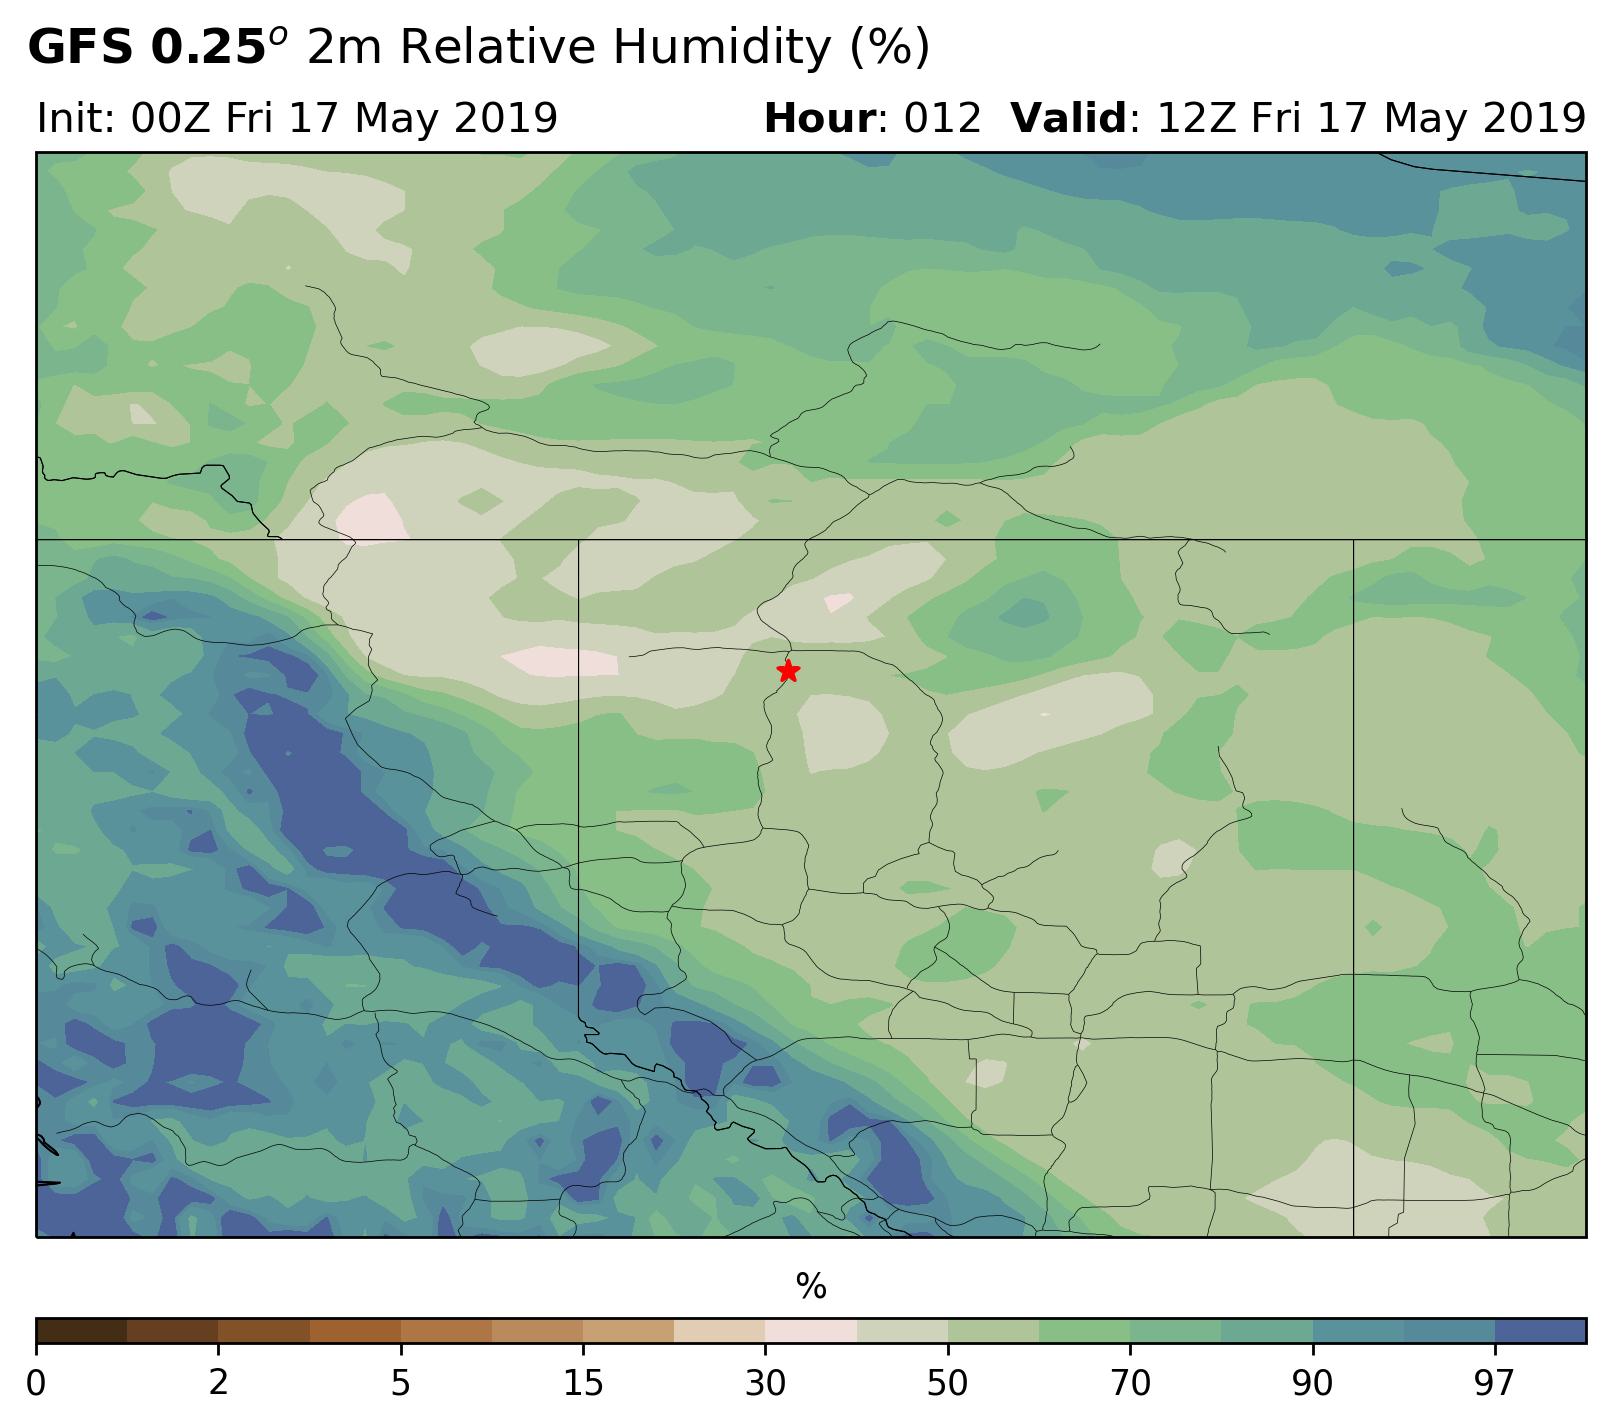 GFS 0.25° 2m Relative Humidity (%)
Init: 00Z Fri 17 May 2019 Hour: 012 Valid: 12Z Fri 17 May 2019
%
0 2 5 15 30 50 70 90 97